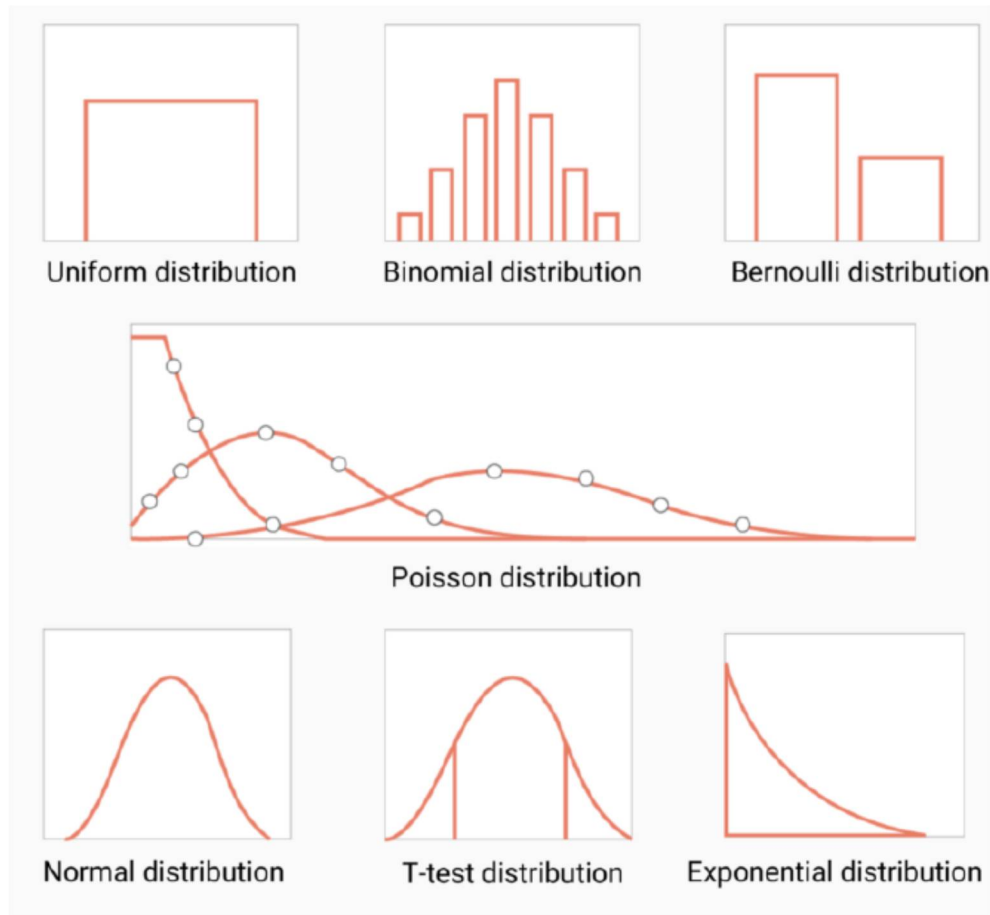 Uniform distribution
Binomial distribution
Bernoulli distribution
Poisson distribution
Normal distribution
T-test distribution
Exponential distribution